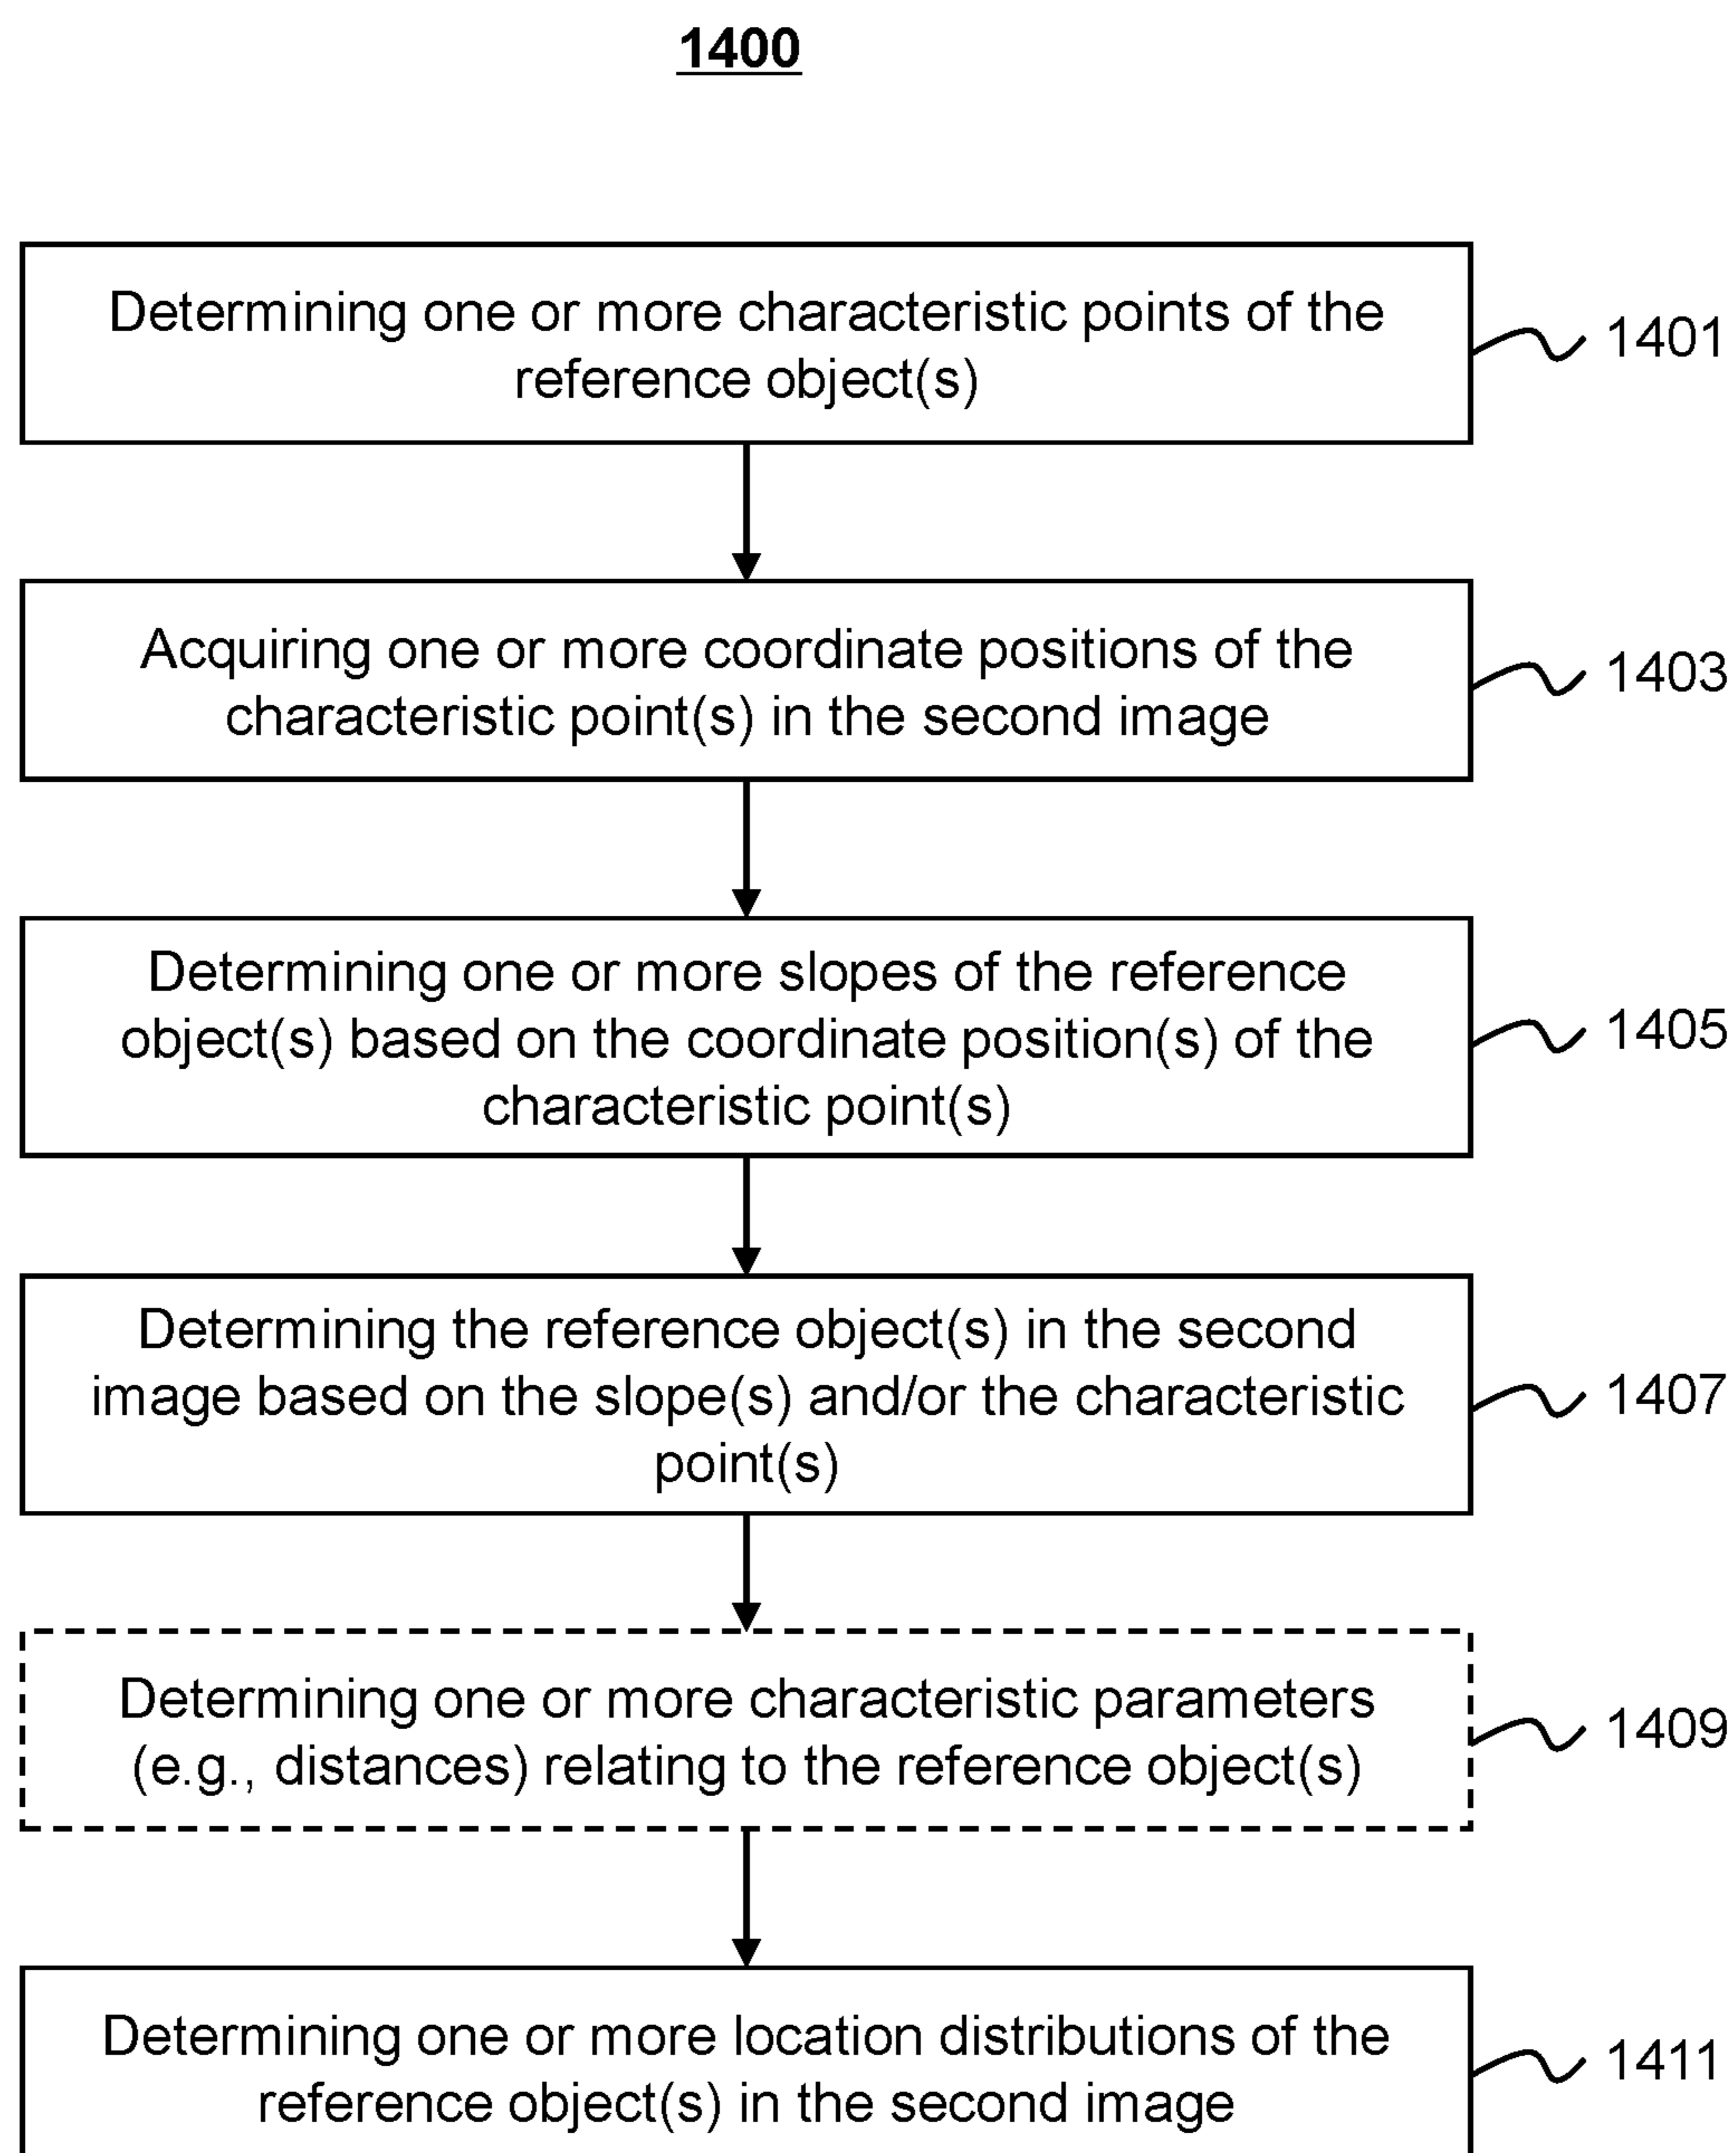 1400
Determining one or more characteristic points of the
reference object(s)
1401
Acquiring one or more coordinate positions of the
characteristic point(s) in the second image
1403
Determining one or more slopes of the reference
object(s) based on the coordinate position(s) of the
characteristic point(s)
1405
Determining the reference object(s) in the second
image based on the slope(s) and/or the characteristic
point(s)
1407
Determining one or more characteristic parameters
(e.g., distances) relating to the reference object(s)
1409
Determining one or more location distributions of the
reference object(s) in the second image
1411